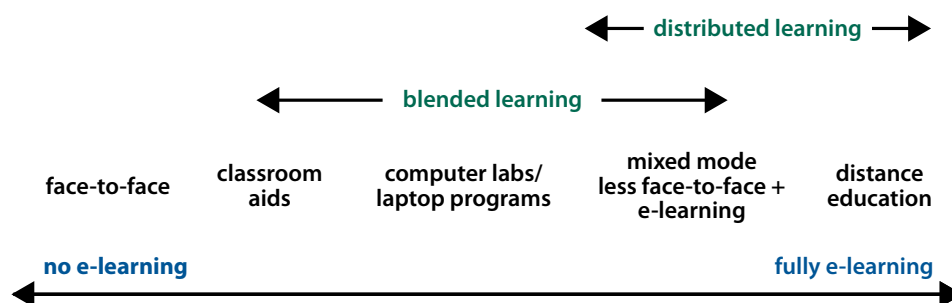 distributed learning
blended learning
face-to-face
classroom
aids
computer labs/
laptop programs
mixed mode
less face-to-face +
e-learning
distance
education
no e-learning
fully e-learning